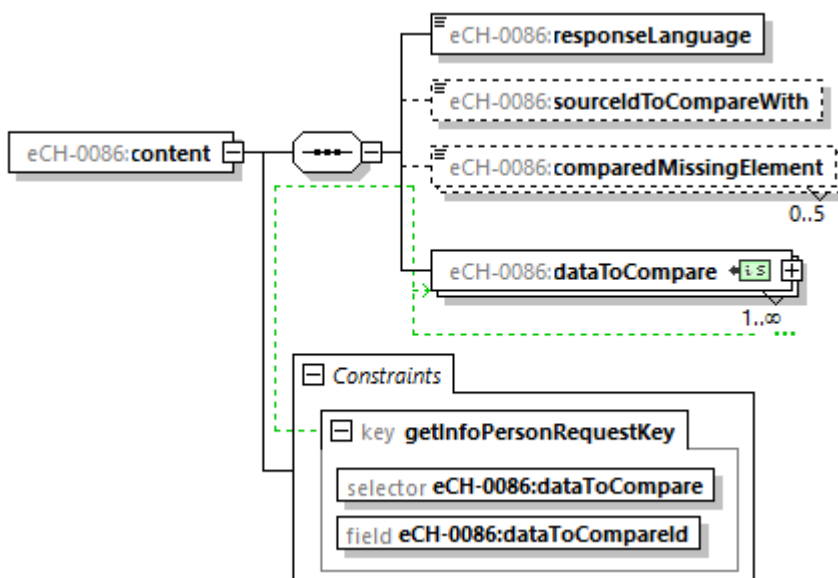 eCH-0086:responseLanguage
eCH-0086:sourceIdToCompareWith
eCH-0086:content
eCH-0086:comparedMissingElement
0..5
eCH-0086:dataToCompare
is
1..∞
Constraints
key getInfoPersonRequestKey
selector eCH-0086:dataToCompare
field eCH-0086:dataToCompareId